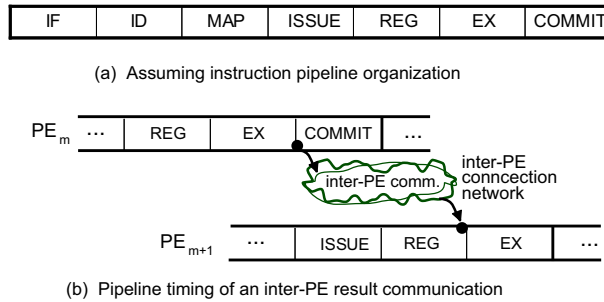 IF ID MAP ISSUE REG EX COMMIT
(a) Assuming instruction pipeline organization
PE m ... REG EX COMMIT ...
inter-PE comm.
inter-PE
conncection
network
PE m+1 ... ISSUE REG EX ...
(b) Pipeline timing of an inter-PE result communication